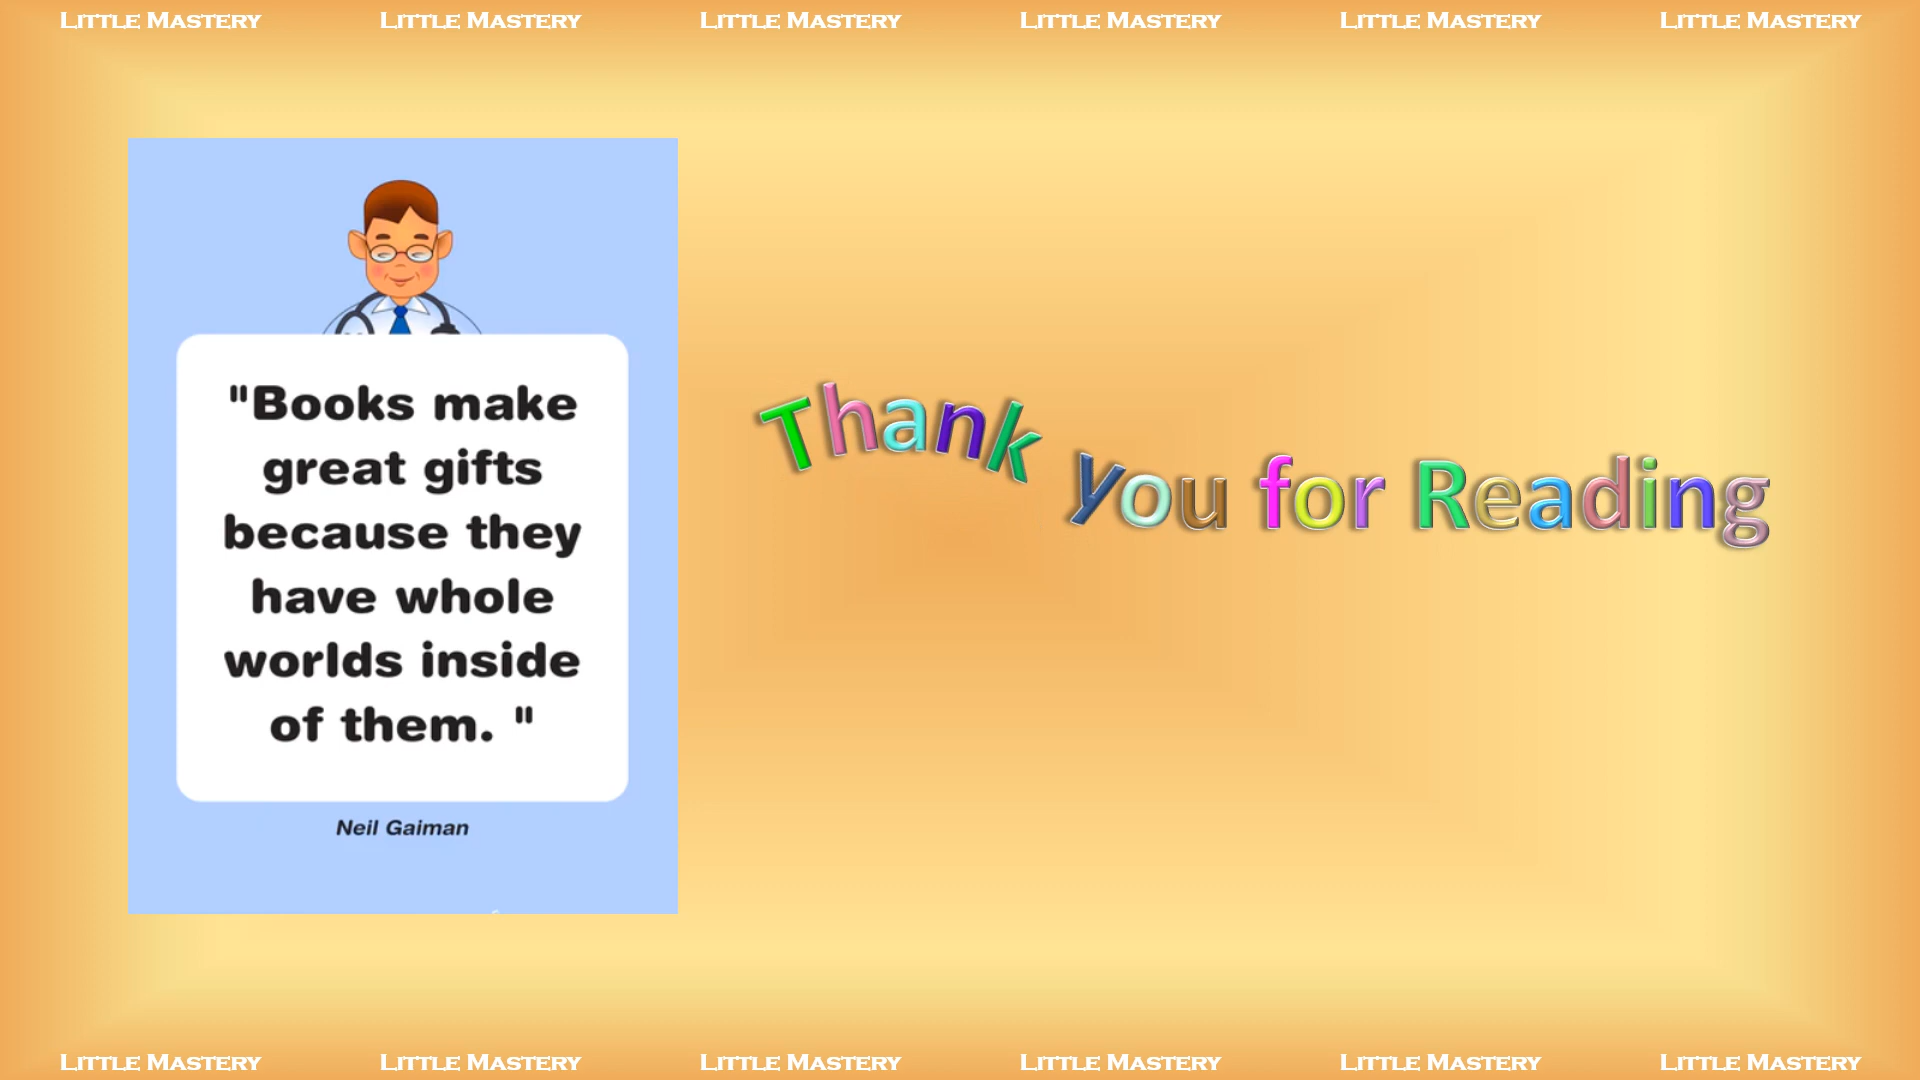 Little Mastery Little Mastery Little Mastery Little Mastery Little Mastery Little Mastery
"Books make
great gifts
because they
have whole
worlds inside
of them. "
Neil Gaiman
Thank you for Reading
Little Mastery Little Mastery Little Mastery Little Mastery Little Mastery Little Mastery